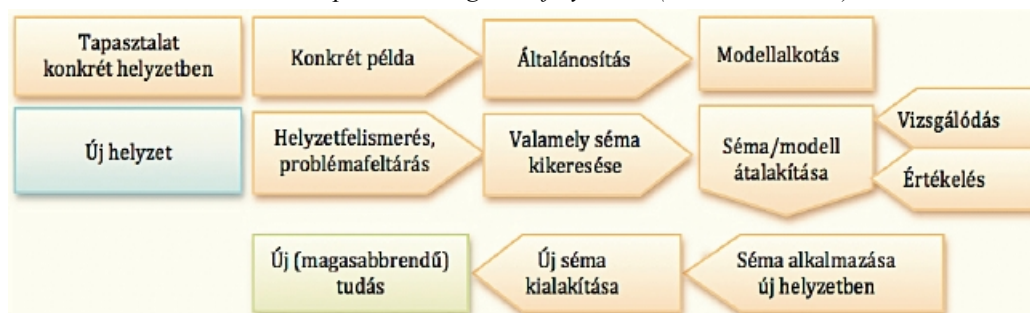 Tapasztalat
konkrét helyzetben
Konkrét példa
Általánosítás
Modellalkotás
Új helyzet
Helyzetfelismerés,
problémafeltárás
Valamely séma
kikeresése
Séma/modell
átalakítása
Vizsgálódás
Értékelés
Új (magasabbrendű)
tudás
Új séma
kialakítása
Séma alkalmazása
új helyzetben